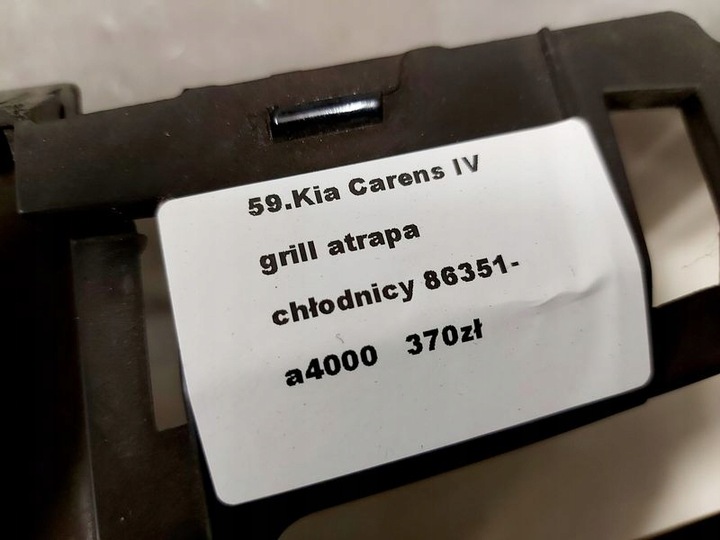 59.Kia Carens IV
grill atrapa
chłodnicy 86351-
a4000 370zł